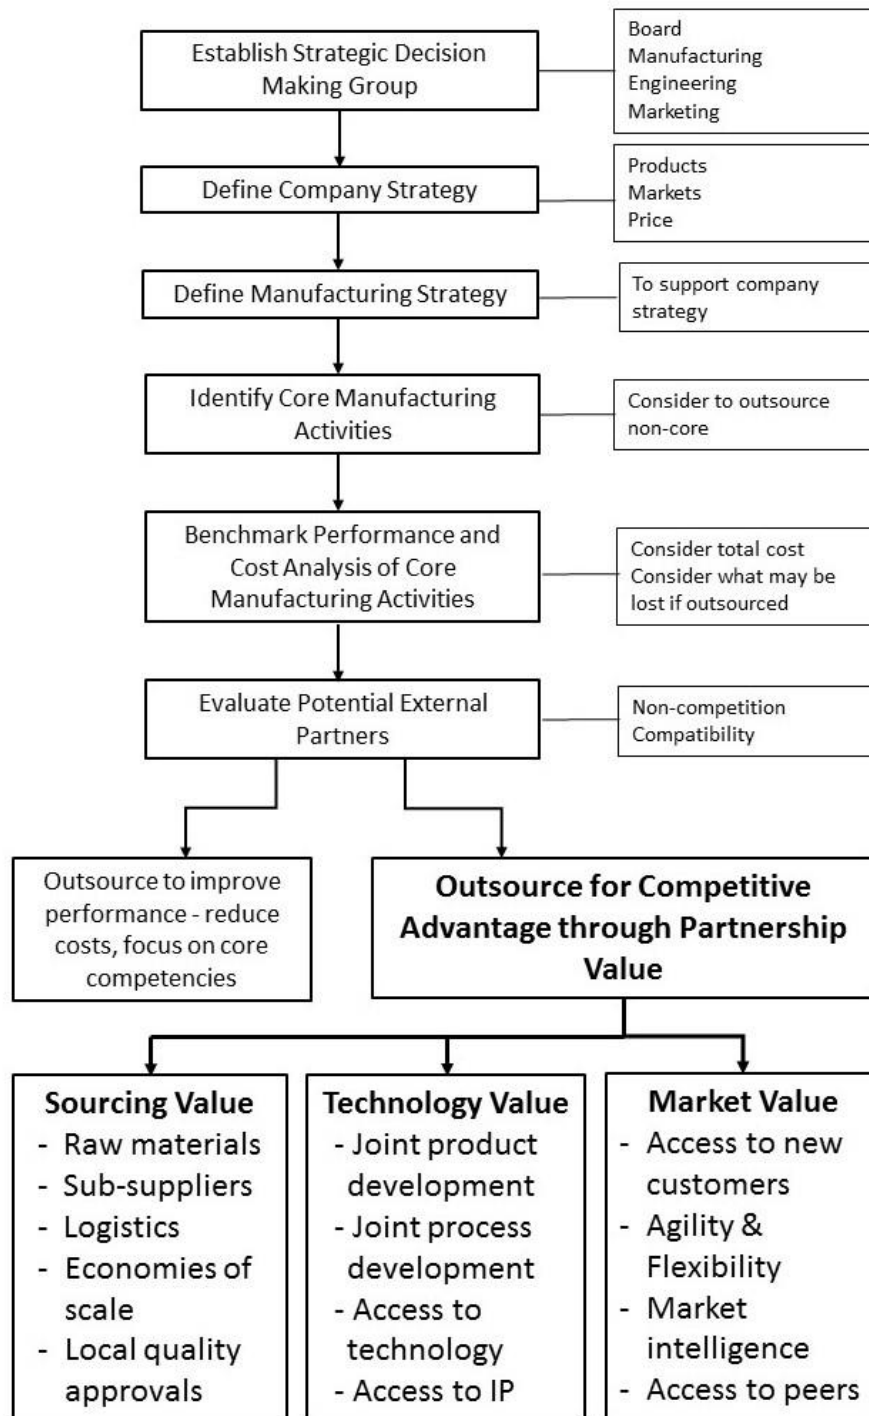 Establish Strategic Decision
Making Group
Board
Manufacturing
Engineering
Marketing
Define Company Strategy
Products
Markets
Price
Define Manufacturing Strategy
To support company
strategy
Identify Core Manufacturing
Activities
Consider to outsource
non-core
Benchmark Performance and
Cost Analysis of Core
Manufacturing Activities
Consider total cost
Consider what may be
lost if outsourced
Evaluate Potential External
Partners
Non-competition
Compatibility
Outsource to improve
performance - reduce
costs, focus on core
competencies
Outsource for Competitive
Advantage through Partnership
Value
Sourcing Value
- Raw materials
- Sub-suppliers
- Logistics
- Economies of
scale
- Local quality
approvals
Technology Value
- Joint product
development
- Joint process
development
- Access to
technology
- Access to IP
Market Value
- Access to new
customers
- Agility &
Flexibility
- Market
intelligence
- Access to peers